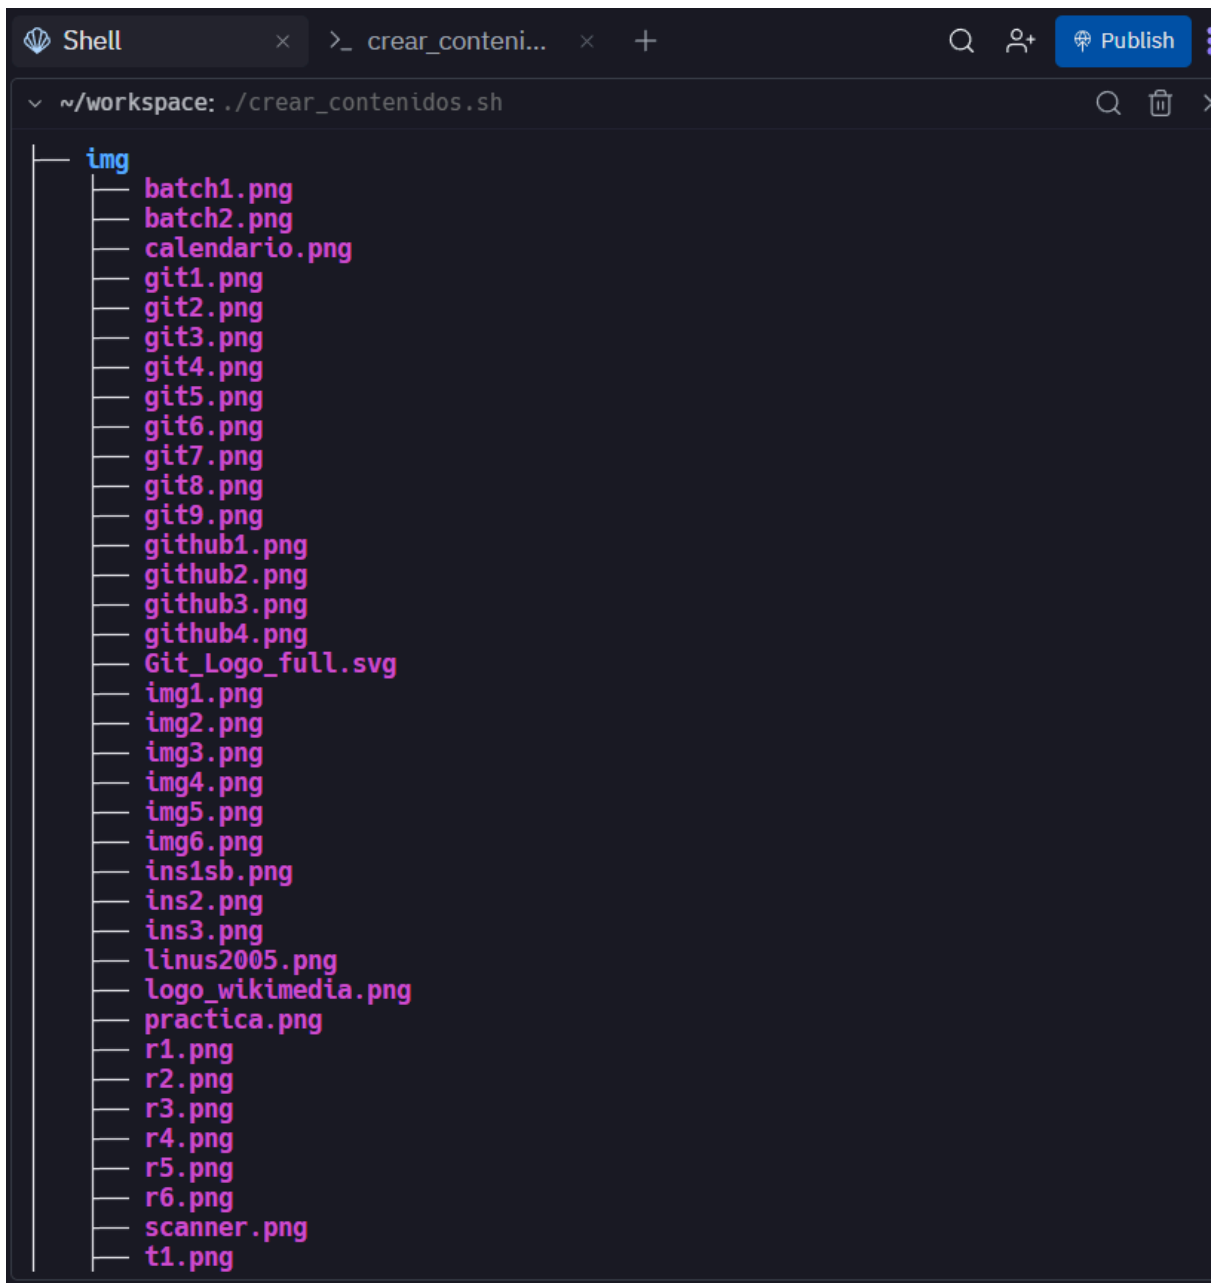 Shell × >_ crear_conteni... × + Publish
~/workspace: ./crear_contenidos.sh
├── img
├── batch1.png
├── batch2.png
├── calendario.png
├── git1.png
├── git2.png
├── git3.png
├── git4.png
├── git5.png
├── git6.png
├── git7.png
├── git8.png
├── git9.png
├── github1.png
├── github2.png
├── github3.png
├── github4.png
├── Git_Logo_full.svg
├── img1.png
├── img2.png
├── img3.png
├── img4.png
├── img5.png
├── img6.png
├── ins1sb.png
├── ins2.png
├── ins3.png
├── linus2005.png
├── logo_wikimedia.png
├── practica.png
├── r1.png
├── r2.png
├── r3.png
├── r4.png
├── r5.png
├── r6.png
├── scanner.png
├── t1.png